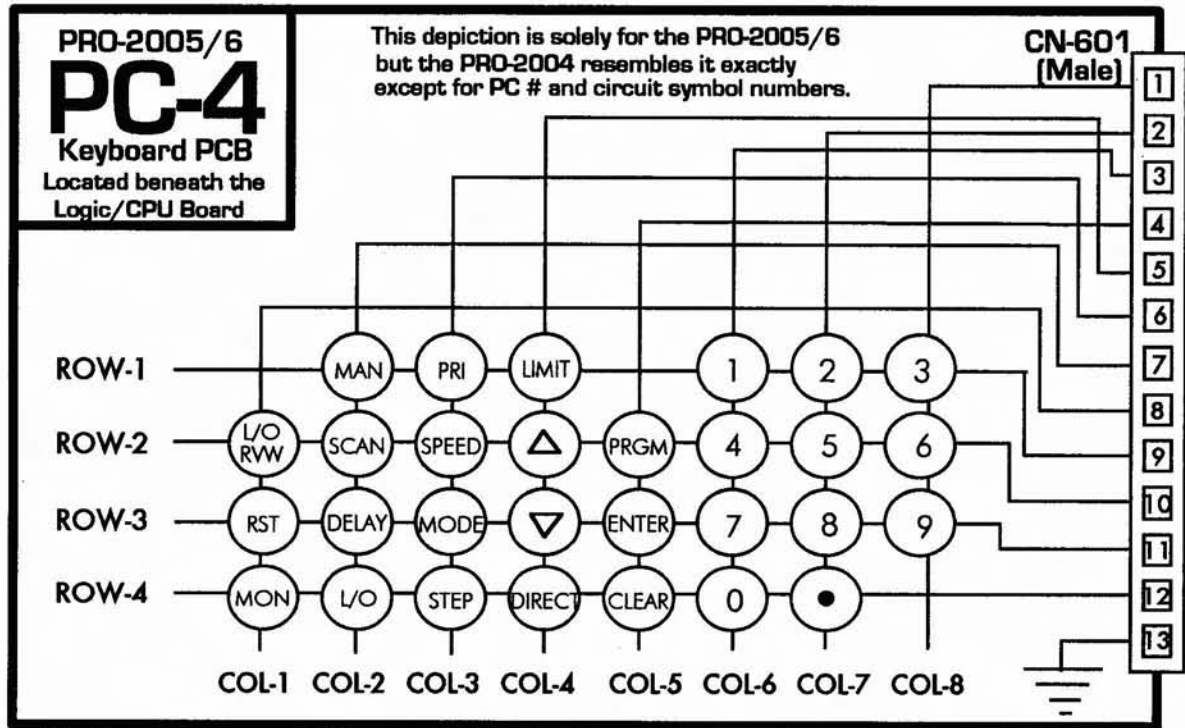 PRO-2005/6
PC-4
Keyboard PCB
Located beneath the
Logic/CPU Board
This depiction is solely for the PRO-2005/6
but the PRO-2004 resembles it exactly
except for PC # and circuit symbol numbers.
CN-601
(Male)
1
2
3
4
5
6
7
8
9
10
11
12
13
ROW-1 MAN PRI LIMIT 1 2 3
ROW-2 L/O RVW SCAN SPEED △ PRGM 4 5 6
ROW-3 RST DELAY MODE ▽ ENTER 7 8 9
ROW-4 MON L/O STEP DIRECT CLEAR 0 •
COL-1 COL-2 COL-3 COL-4 COL-5 COL-6 COL-7 COL-8